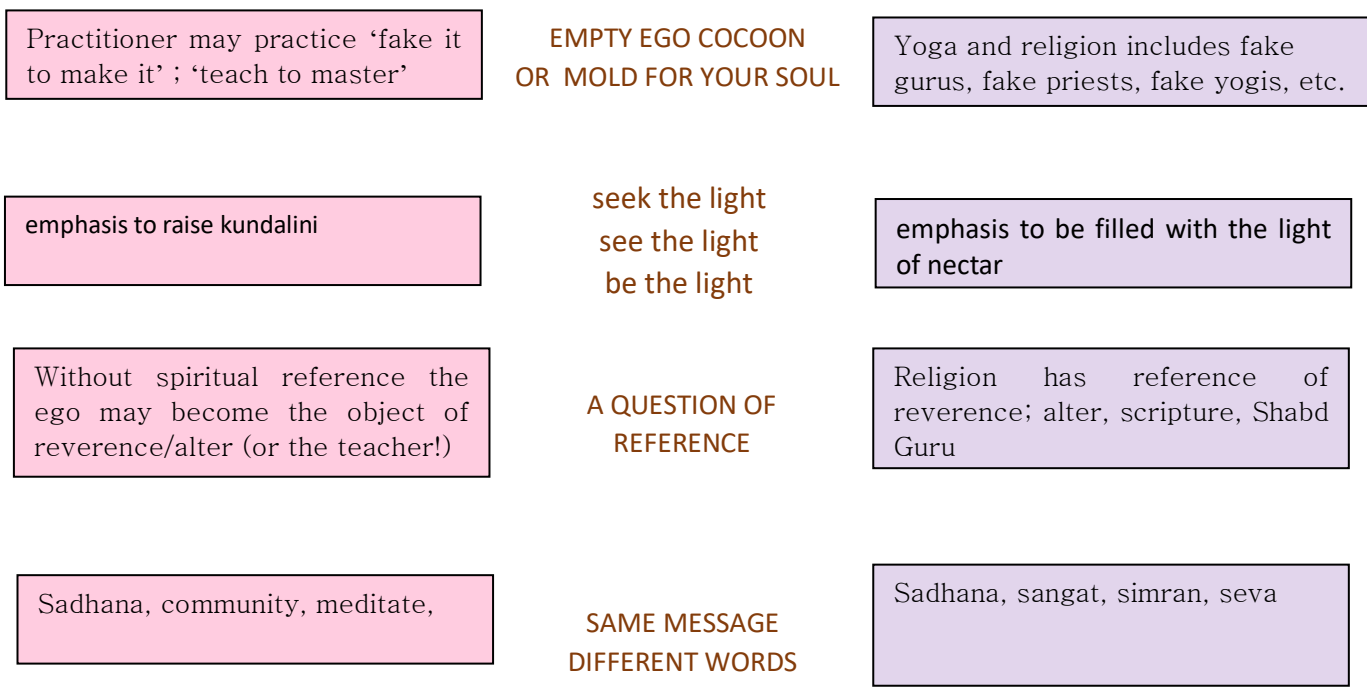 Practitioner may practice ‘fake it
to make it’ ; ‘teach to master’
EMPTY EGO COCOON
OR MOLD FOR YOUR SOUL
Yoga and religion includes fake
gurus, fake priests, fake yogis, etc.
emphasis to raise kundalini
seek the light
see the light
be the light
emphasis to be filled with the light
of nectar
Without spiritual reference the
ego may become the object of
reverence/alter (or the teacher!)
A QUESTION OF
REFERENCE
Religion has reference of
reverence; alter, scripture, Shabd
Guru
Sadhana, community, meditate,
SAME MESSAGE
DIFFERENT WORDS
Sadhana, sangat, simran, seva